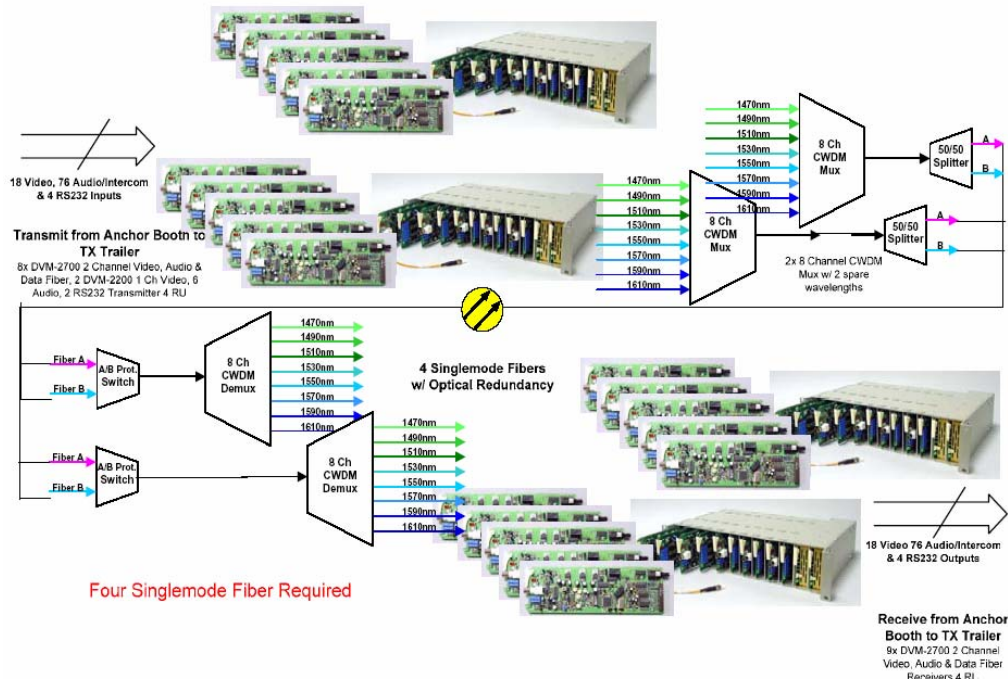 18 Video, 76 Audio/Intercom
& 4 RS232 Inputs
Transmit from Anchor Booth to
TX Trailer
8x DVM-2700 2 Channel Video, Audio &
Data Fiber, 2 DVM-2200 1 Ch Video, 6
Audio, 2 RS232 Transmitter 4 RU
1470nm
1490nm
1510nm
1530nm
1550nm
1570nm
1590nm
1610nm
8 Ch
CWDM
Mux
50/50
Splitter
A
B
1470nm
1490nm
1510nm
1530nm
1550nm
1570nm
1590nm
1610nm
8 Ch
CWDM
Mux
50/50
Splitter
A
B
2x 8 Channel CWDM
Mux w/ 2 spare
wavelengths
Fiber A
Fiber B
A/B Prot.
Switch
8 Ch
CWDM
Demux
1470nm
1490nm
1510nm
1530nm
1550nm
1570nm
1590nm
1610nm
4 Singlemode Fibers
w/ Optical Redundancy
Fiber A
Fiber B
A/B Prot.
Switch
8 Ch
CWDM
Demux
1470nm
1490nm
1510nm
1530nm
1550nm
1570nm
1590nm
1610nm
18 Video 76 Audio/Intercom
& 4 RS232 Outputs
Four Singlemode Fiber Required
Receive from Anchor
Booth to TX Trailer
9x DVM-2700 2 Channel
Video, Audio & Data Fiber
Receivers 4 RU